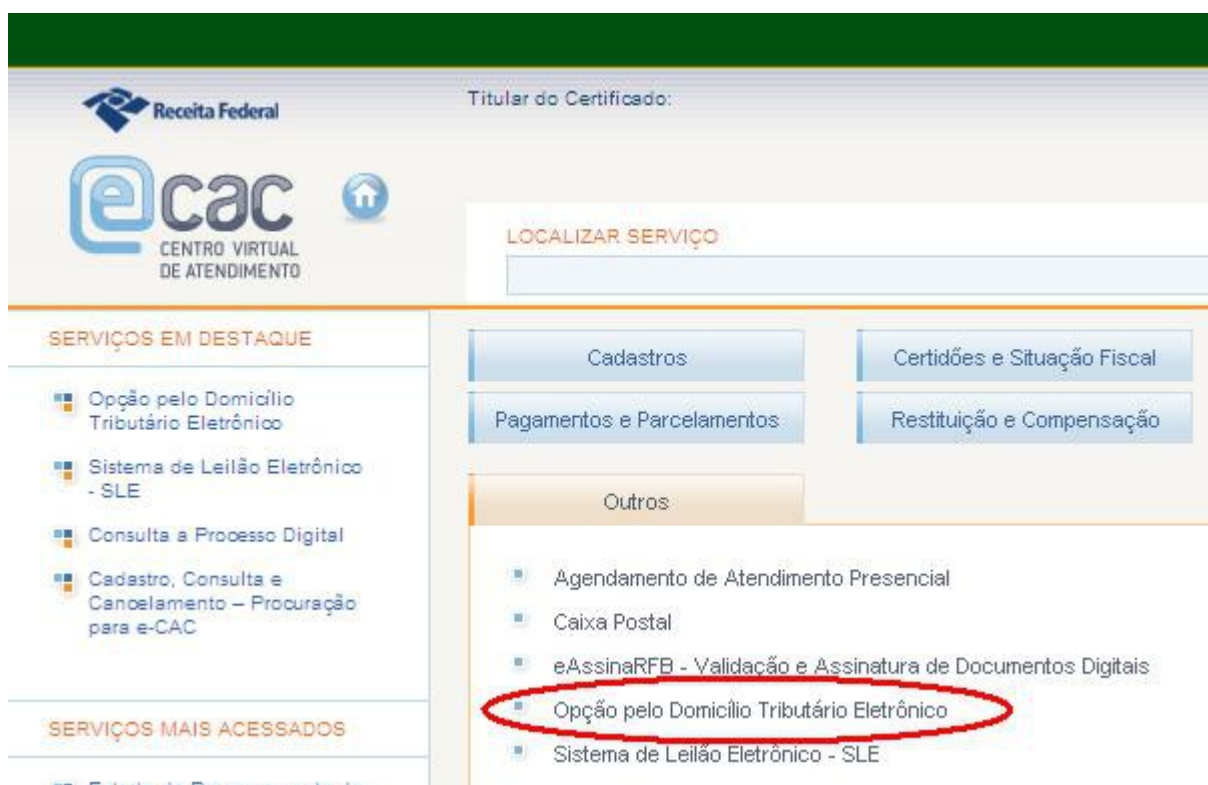 Receita Federal
Titular do Certificado:
ecac
CENTRO VIRTUAL
DE ATENDIMENTO
LOCALIZAR SERVIÇO
SERVIÇOS EM DESTAQUE
Opção pelo Domicílio
Tributário Eletrônico
Sistema de Leilão Eletrônico
- SLE
Consulta a Processo Digital
Cadastro, Consulta e
Cancelamento – Procuração
para e-CAC
SERVIÇOS MAIS ACESSADOS
Cadastros
Certidões e Situação Fiscal
Pagamentos e Parcelamentos
Restituição e Compensação
Outros
Agendamento de Atendimento Presencial
Caixa Postal
eAssinaRFB - Validação e Assinatura de Documentos Digitais
Opção pelo Domicílio Tributário Eletrônico
Sistema de Leilão Eletrônico - SLE